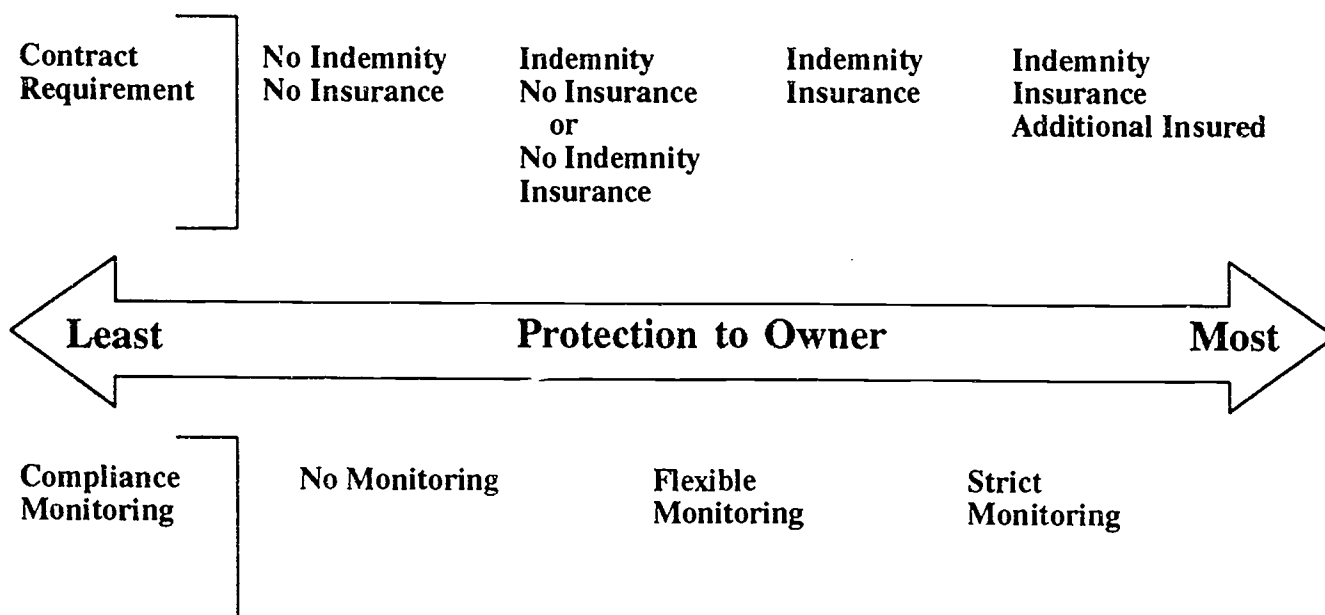 Contract
Requirement
No Indemnity
No Insurance
Indemnity
No Insurance
or
No Indemnity
Insurance
Indemnity
Insurance
Indemnity
Insurance
Additional Insured
Least
Protection to Owner
Most
Compliance
Monitoring
No Monitoring
Flexible
Monitoring
Strict
Monitoring